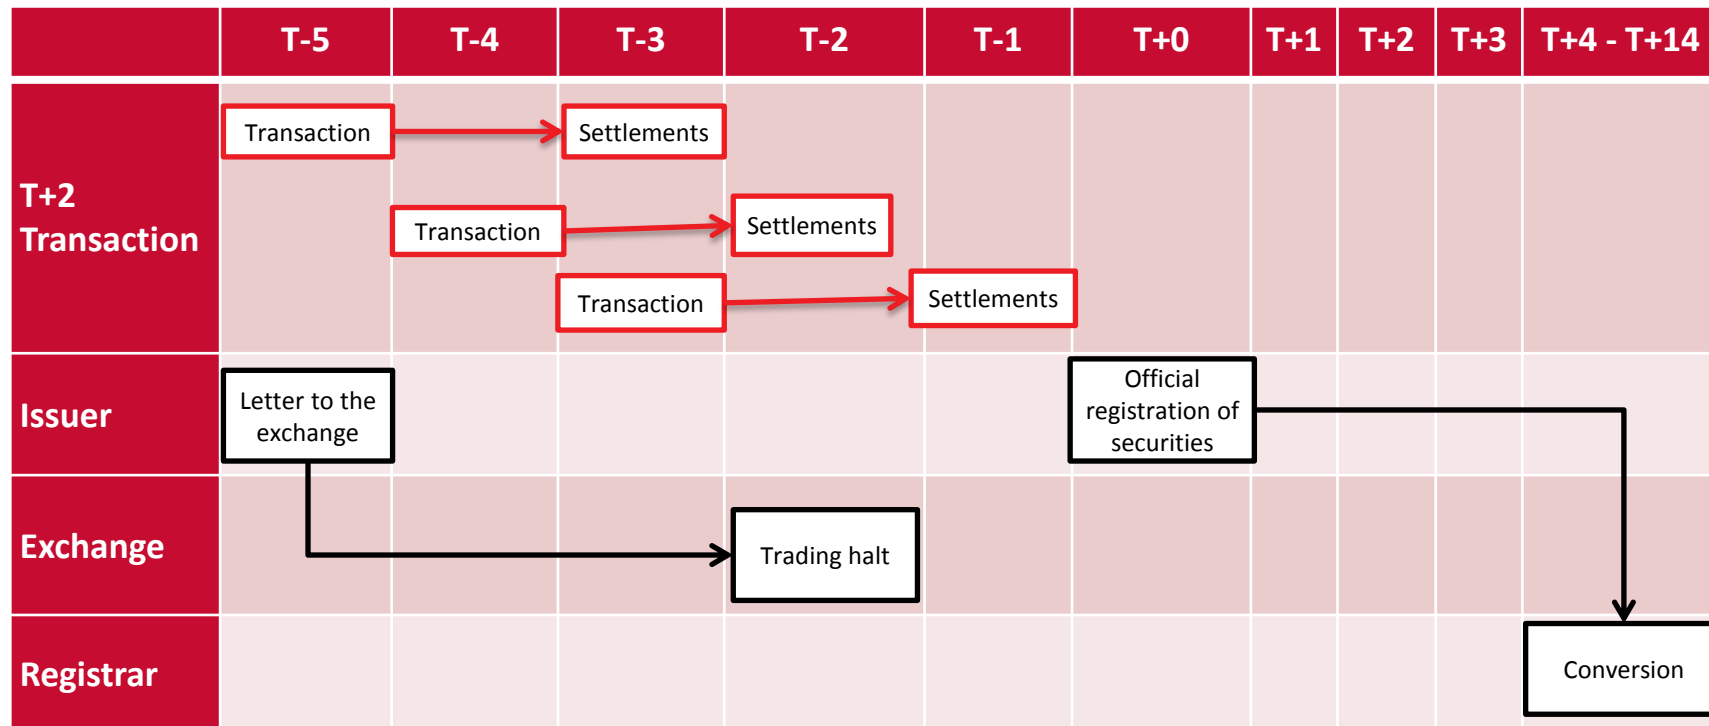 T-5 T-4 T-3 T-2 T-1 T+0 T+1 T+2 T+3 T+4 - T+14
T+2
Transaction
Transaction Settlements
Transaction Settlements
Transaction Settlements
Issuer
Letter to the
exchange
Official
registration of
securities
Exchange
Trading halt
Registrar
Conversion